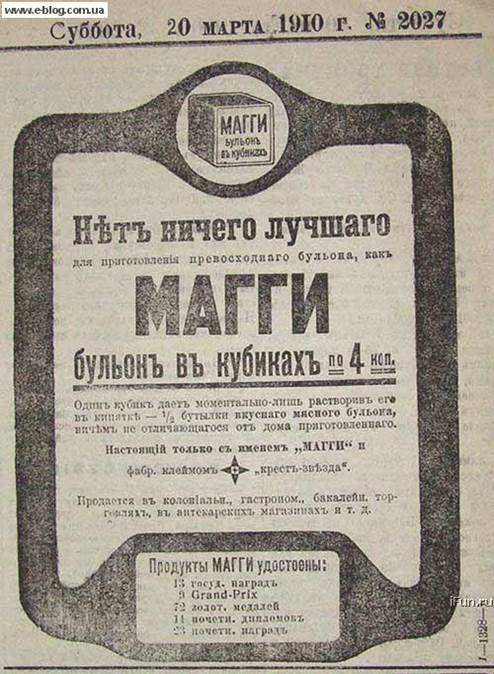 www.eblog.com.ua
Суббота, 20 марта 1910 г. № 2027
МАГГИ
бульонъ
въ кубикахъ
Нѣтъ ничего лучшаго
для приготовленія превосходнаго бульона, какъ
МАГГИ
бульонъ въ кубикахъ по 4 коп.
Одинъ кубикъ даетъ моментально-лишь растворив его
въ кипяткѣ — 1/2 бутылки вкуснаго мясного бульона,
ничѣмъ не отличающагося отъ дома приготовленнаго.
Настоящій только съ именемъ „МАГГИ“ и
фабр. клеймомъ „крестъ-звѣзда“.
Продается въ колоніальн., гастроном., бакалейн. тор-
говляхъ, въ аптекарскихъ магазинахъ и т. д.
Продукты МАГГИ удостоены:
13 госуд. наградъ
9 Grand-Prix
72 золот. медалей
11 почетн. дипломовъ
23 почетн. наградъ
iFun.ru
1—1328—